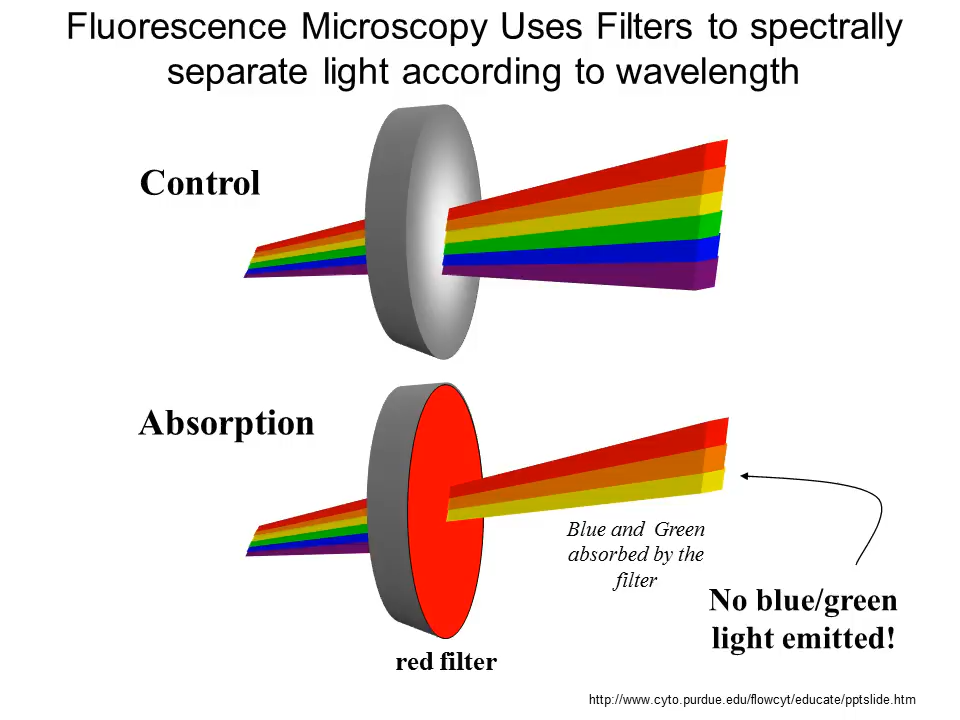 Fluorescence Microscopy Uses Filters to spectrally
separate light according to wavelength
Control
Absorption
Blue and Green
absorbed by the
filter
No blue/green
light emitted!
red filter
http://www.cyto.purdue.edu/flowcyt/educate/pptslide.htm